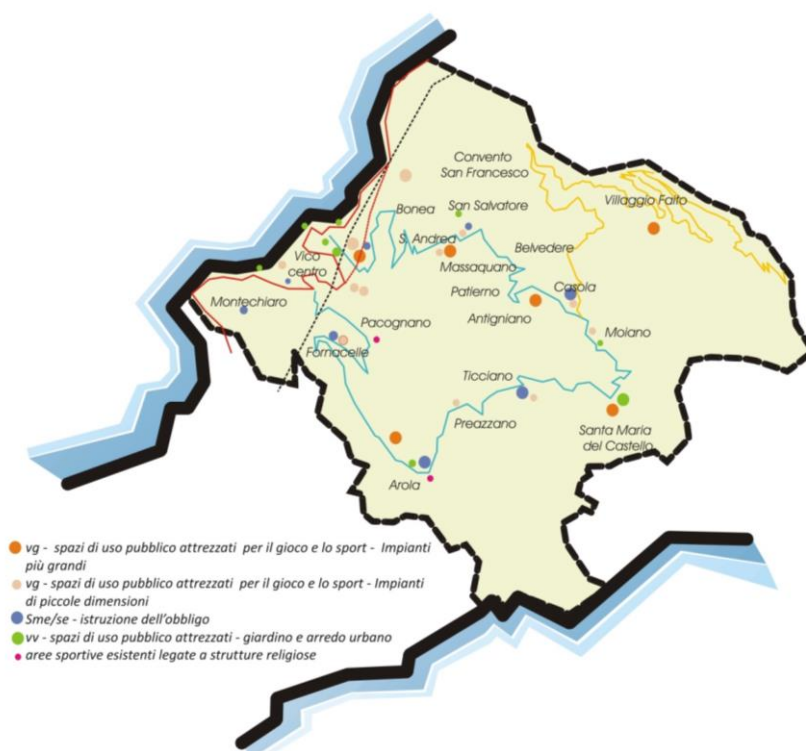 Convento
San Francesco
Villaggio Faito
Bonea
San Salvatore
S. Andrea
Belvedere
Vico
centro
Massaquano
Patierno
Casola
Montechiaro
Antigniano
Pacognano
Moiano
Fornacelle
Ticciano
Preazzano
Santa Maria
del Castello
Arola
vg - spazi di uso pubblico attrezzati per il gioco e lo sport - Impianti
più grandi
vg - spazi di uso pubblico attrezzati per il gioco e lo sport - Impianti
di piccole dimensioni
Sme/se - istruzione dell'obbligo
vv - spazi di uso pubblico attrezzati - giardino e arredo urbano
aree sportive esistenti legate a strutture religiose